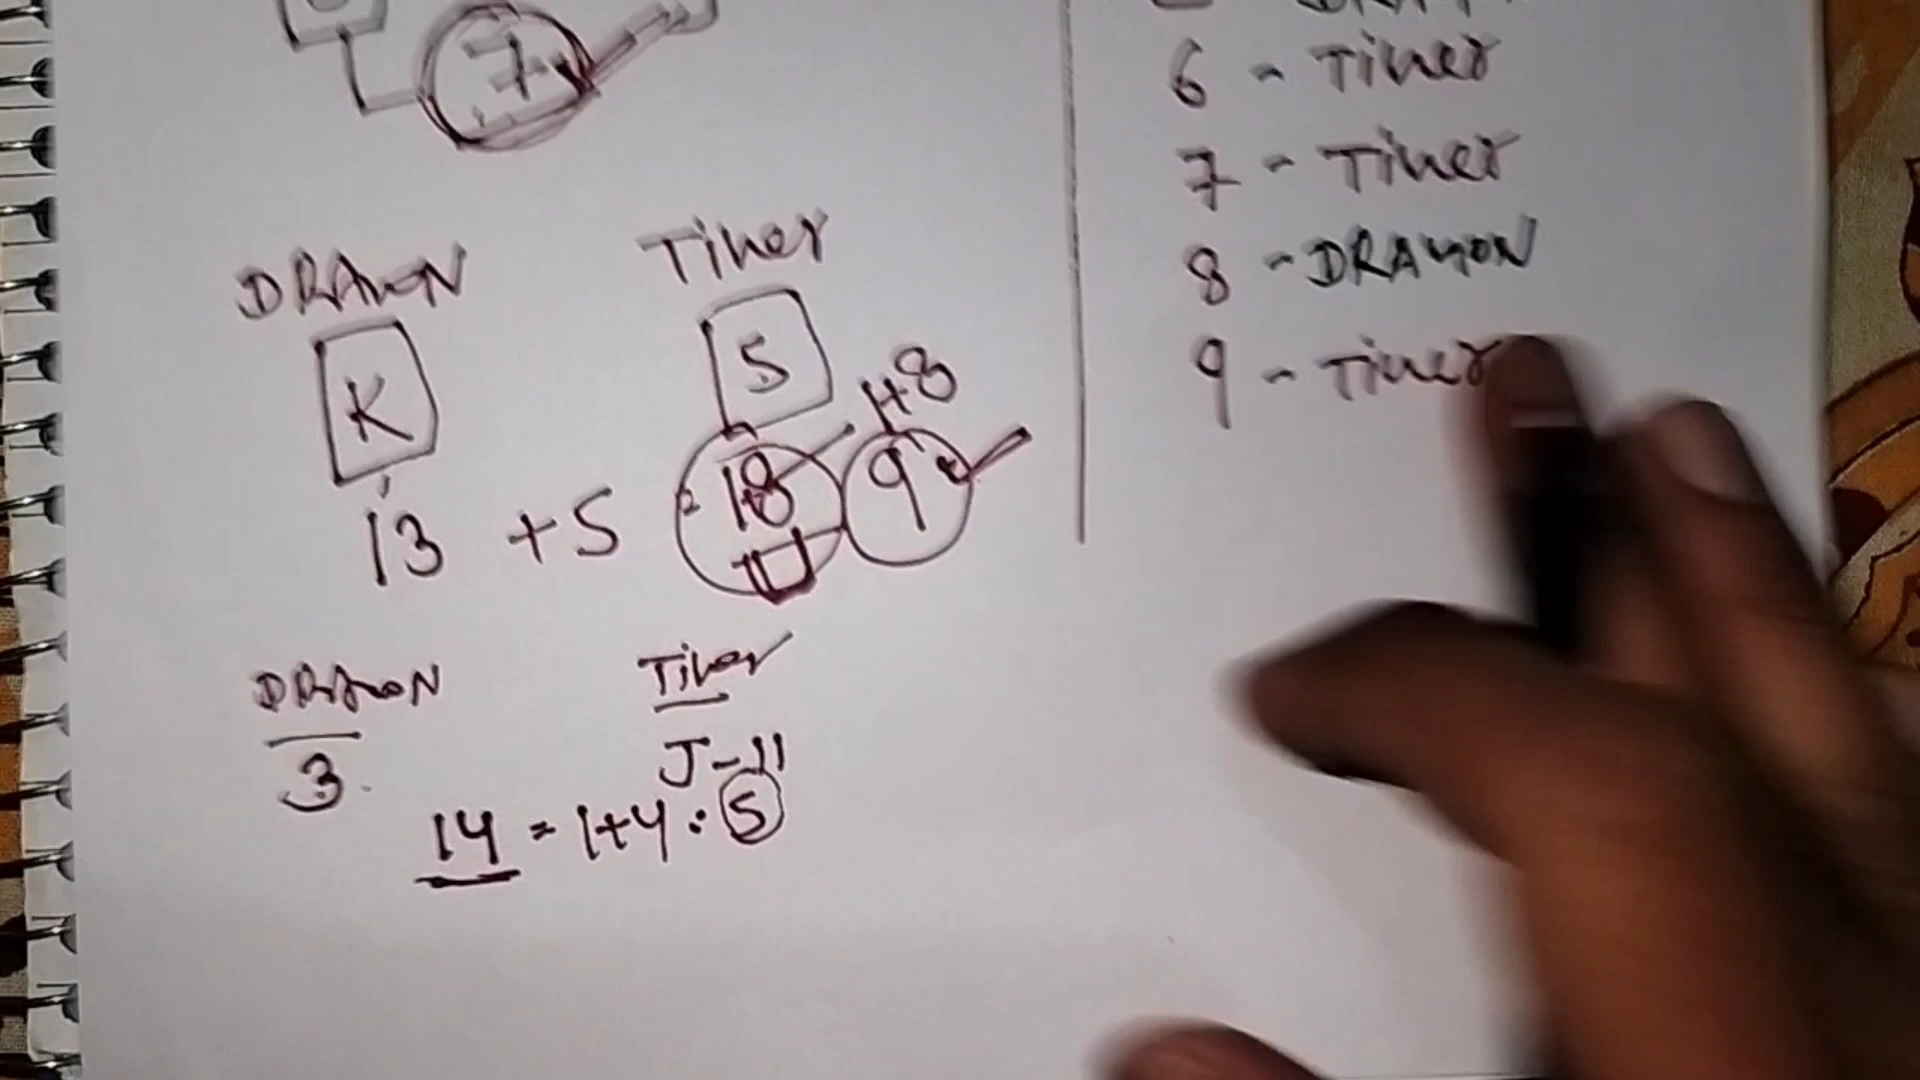 7
DRAGON Tiger
K 5
1+8
13 +5 = 18 9
DRAGON Tiger
3 J-11
14 = 1+4 = 5
6 - Tiger
7 - Tiger
8 - DRAGON
9 - Tiger